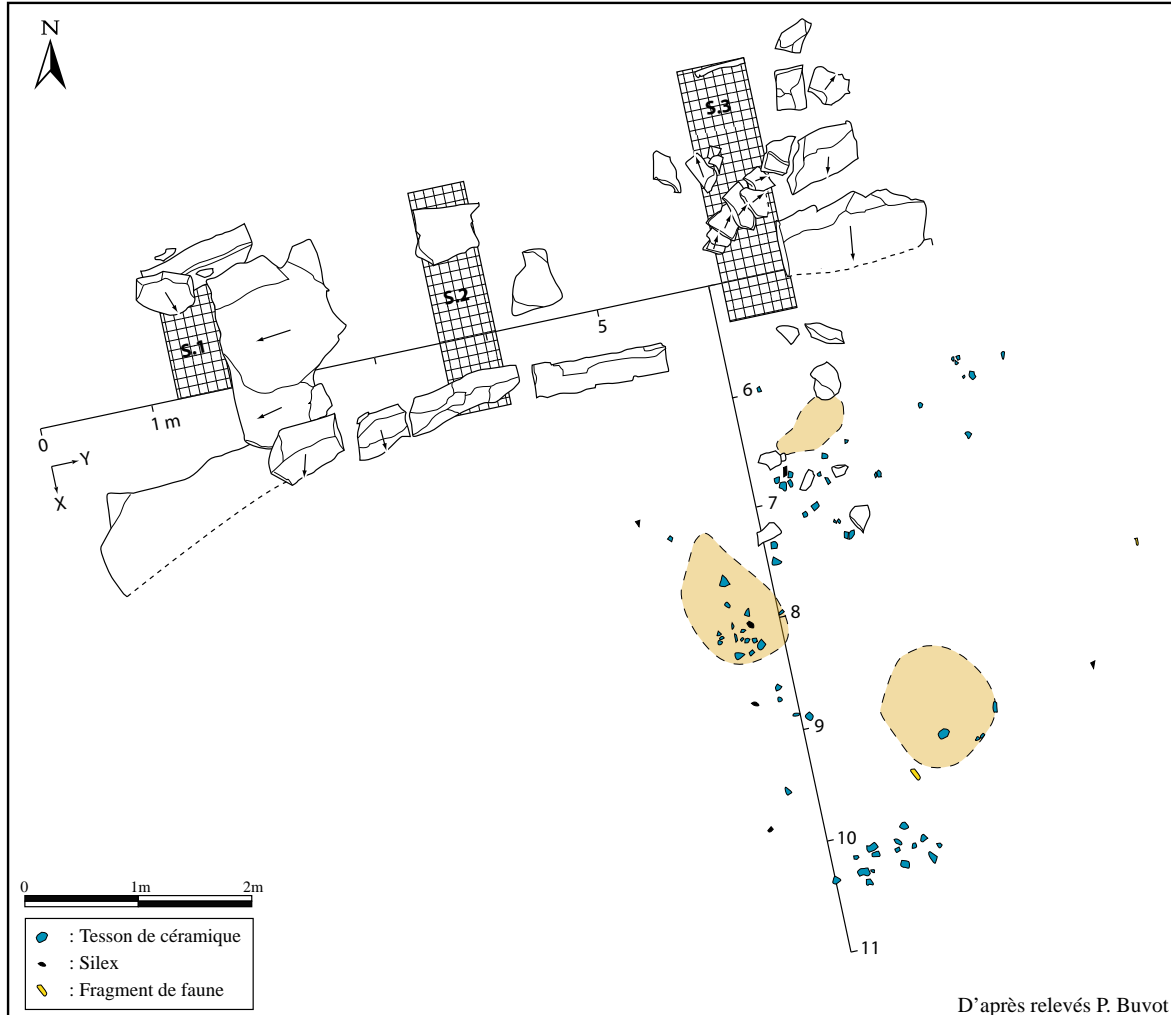 N
S.3
S.2
S.1
5
0
1 m
Y
X
6
7
8
9
10
11
0
1m
2m
: Tesson de céramique
: Silex
: Fragment de faune
D'après relevés P. Buvot